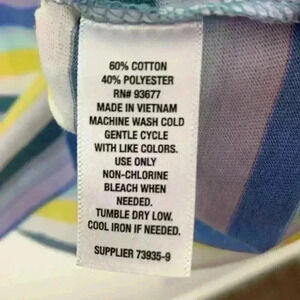 60% COTTON
40% POLYESTER
RN# 93677
MADE IN VIETNAM
MACHINE WASH COLD
GENTLE CYCLE
WITH LIKE COLORS.
USE ONLY
NON-CHLORINE
BLEACH WHEN
NEEDED.
TUMBLE DRY LOW.
COOL IRON IF NEEDED.
SUPPLIER 73935-9